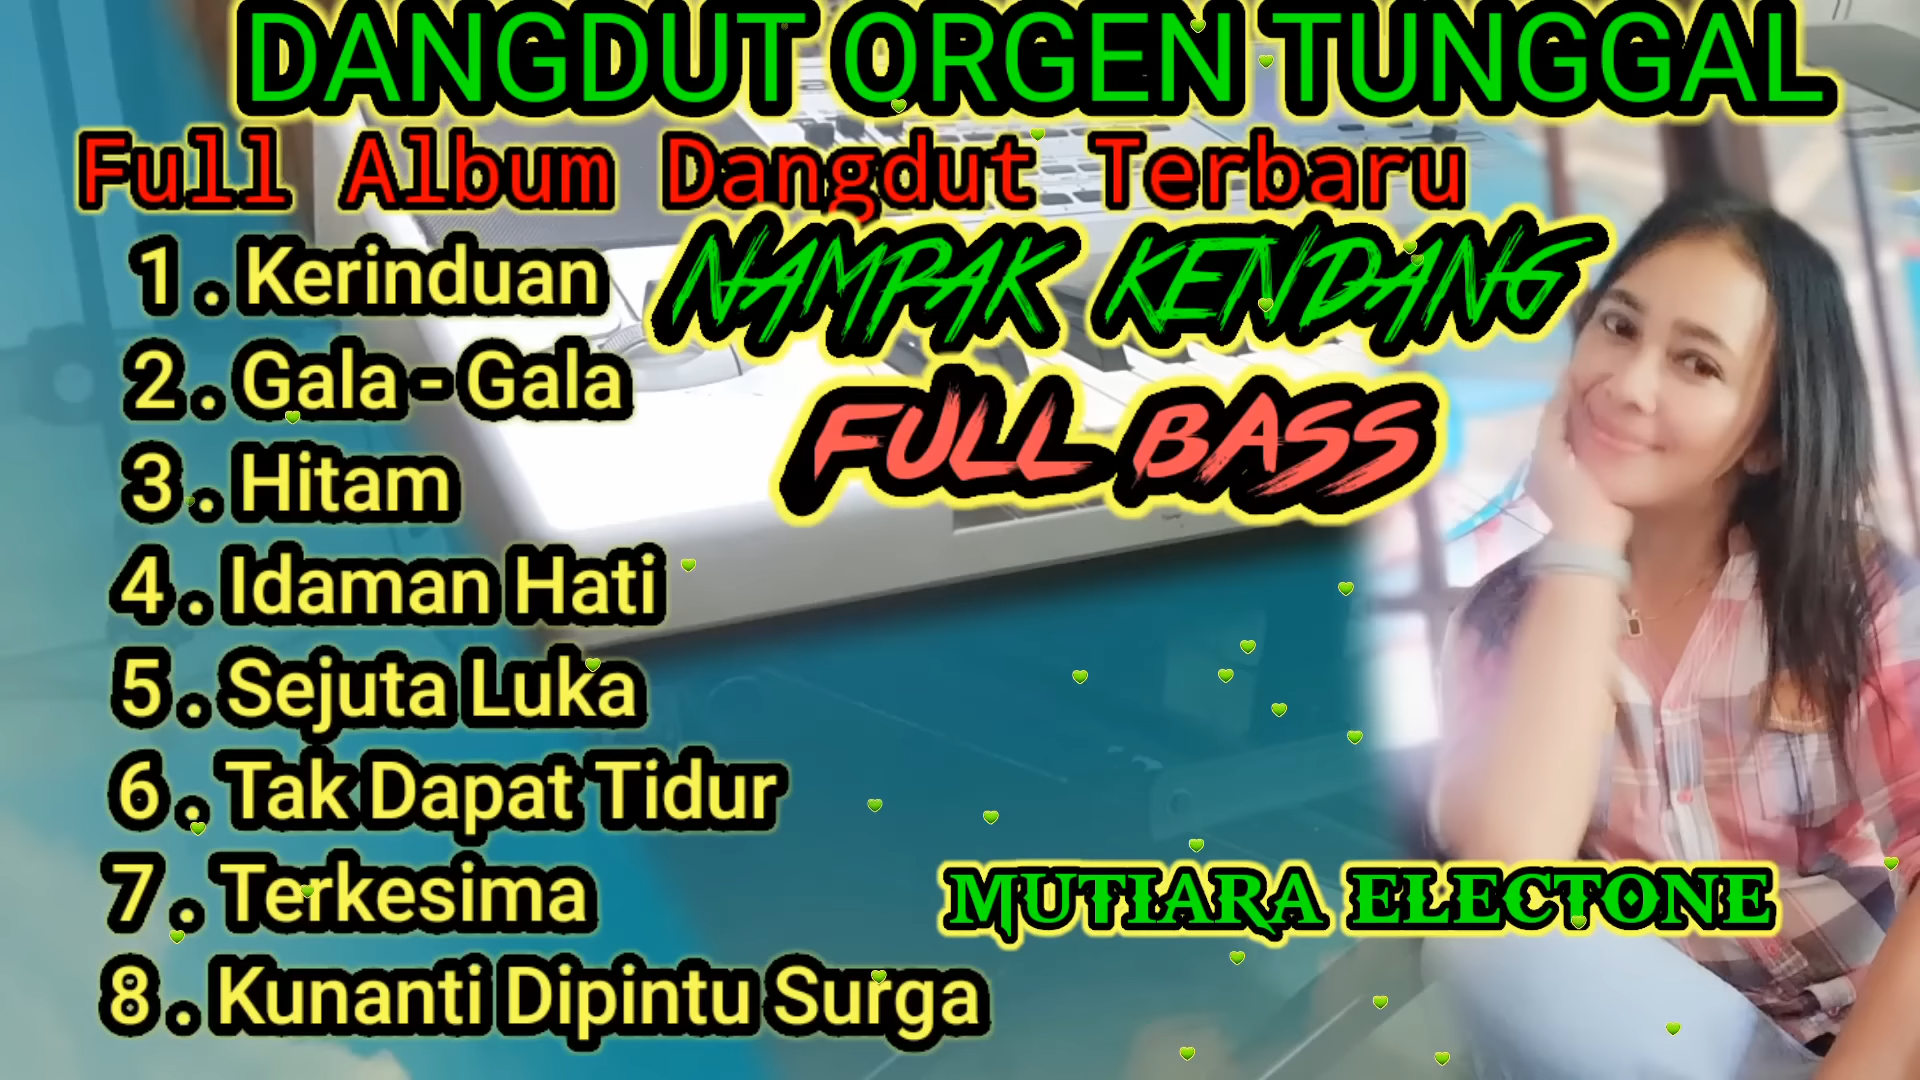 DANGDUT ORGEN TUNGGAL
Full Album Dangdut Terbaru
NAMPAK KENDANG
FULL BASS
1. Kerinduan
2. Gala - Gala
3. Hitam
4. Idaman Hati
5. Sejuta Luka
6. Tak Dapat Tidur
7. Terkesima
8. Kunanti Dipintu Surga
MUTIARA ELECTONE